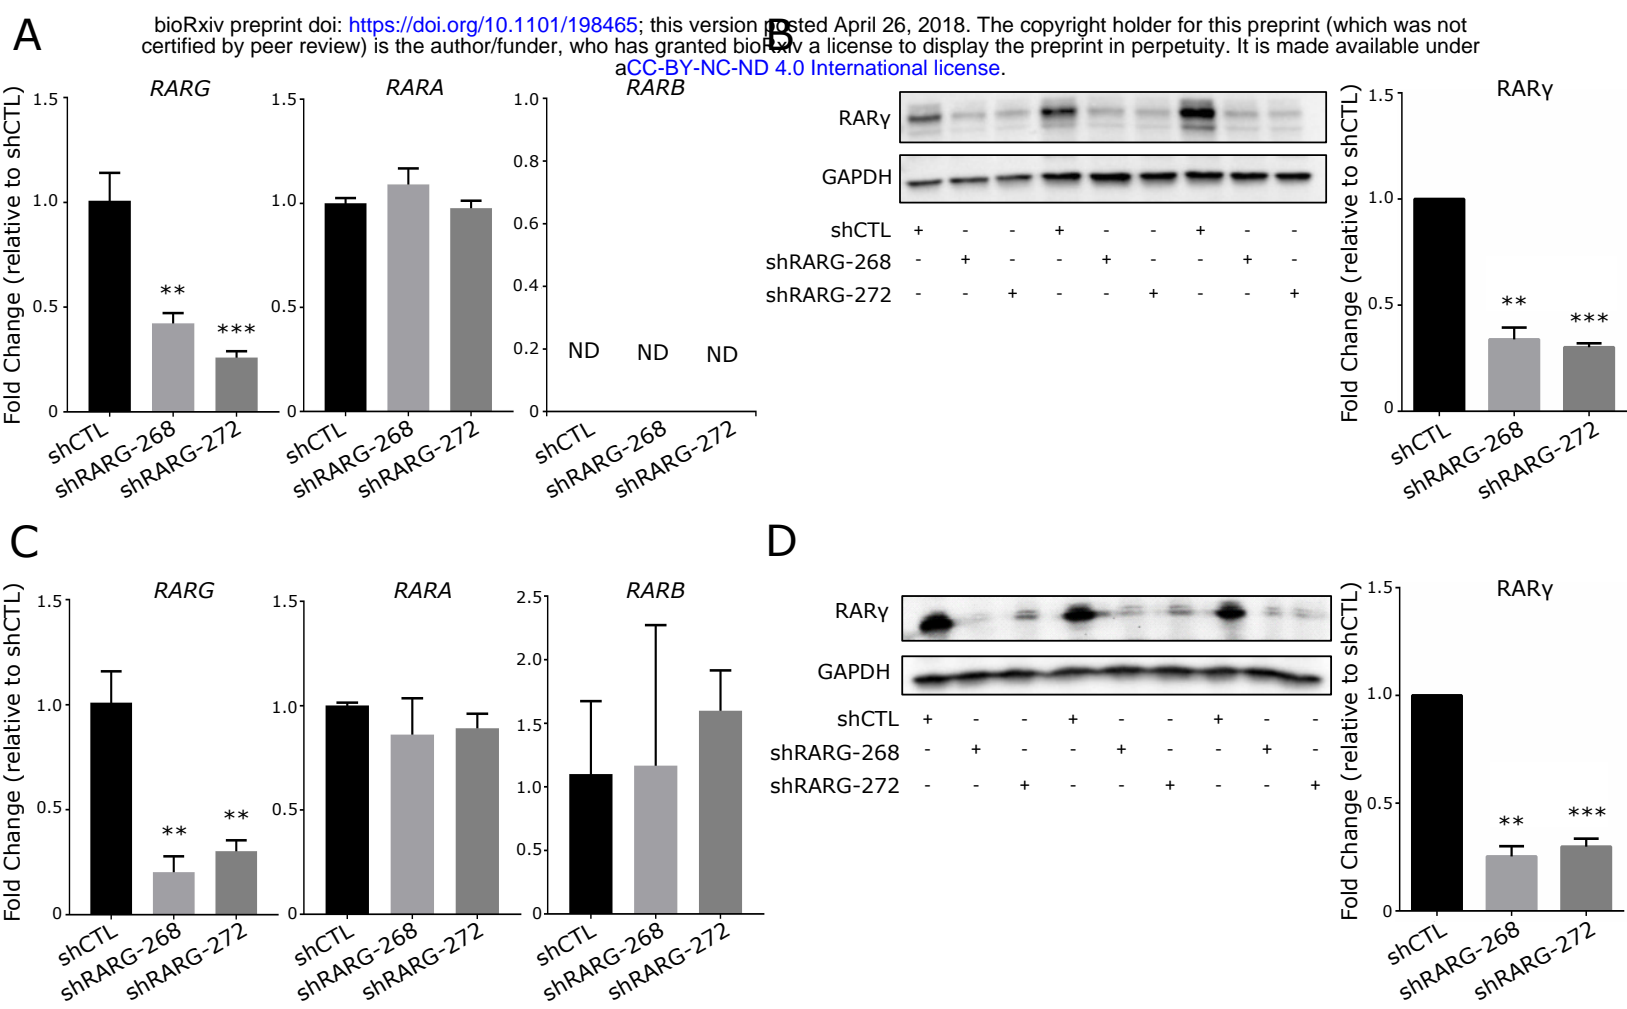 bioRxiv preprint doi: https://doi.org/10.1101/198465; this version posted April 26, 2018. The copyright holder for this preprint (which was not
certified by peer review) is the author/funder, who has granted bioRxiv a license to display the preprint in perpetuity. It is made available under
aCC-BY-NC-ND 4.0 International license.
A
RARG
RARA
RARB
Fold Change (relative to shCTL)
1.5
1.0
0.5
0
**
***
shCTL
shRARG-268
shRARG-272
1.5
1.0
0.5
0
shCTL
shRARG-268
shRARG-272
1.0
0.8
0.6
0.4
0.2
0
ND ND ND
shCTL
shRARG-268
shRARG-272
B
RARγ
GAPDH
shCTL + - - + - - + - -
shRARG-268 - + - - + - - + -
shRARG-272 - - + - - + - - +
RARγ
Fold Change (relative to shCTL)
1.5
1.0
0.5
0
**
***
shCTL
shRARG-268
shRARG-272
C
RARG
RARA
RARB
Fold Change (relative to shCTL)
1.5
1.0
0.5
0
**
**
shCTL
shRARG-268
shRARG-272
1.5
1.0
0.5
0
shCTL
shRARG-268
shRARG-272
2.5
2.0
1.5
1.0
0.5
0
shCTL
shRARG-268
shRARG-272
D
RARγ
GAPDH
shCTL + - - + - - + - -
shRARG-268 - + - - + - - + -
shRARG-272 - - + - - + - - +
RARγ
Fold Change (relative to shCTL)
1.5
1.0
0.5
0
**
***
shCTL
shRARG-268
shRARG-272